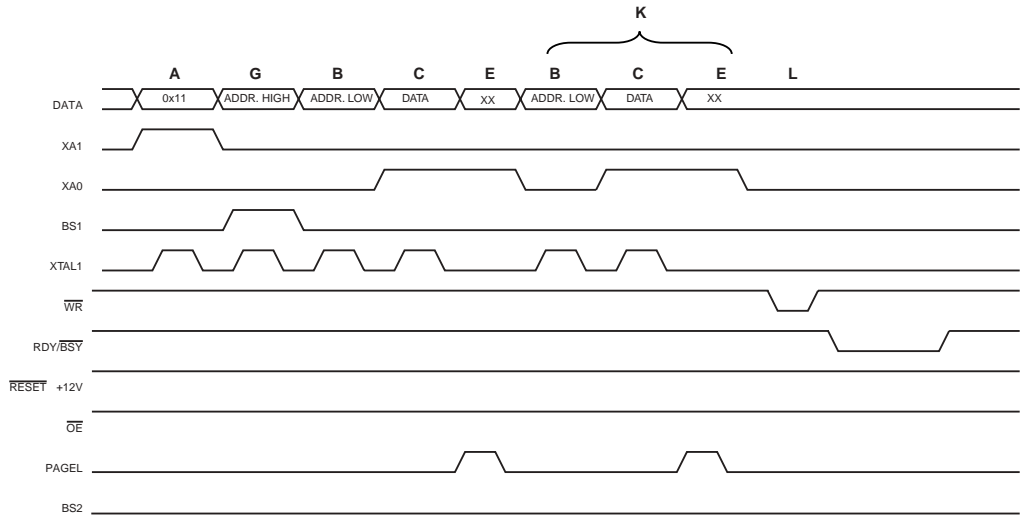 K
A G B C E B C E L
DATA 0x11 ADDR. HIGH ADDR. LOW DATA XX ADDR. LOW DATA XX
XA1
XA0
BS1
XTAL1
WR
RDY/BSY
RESET +12V
OE
PAGEL
BS2